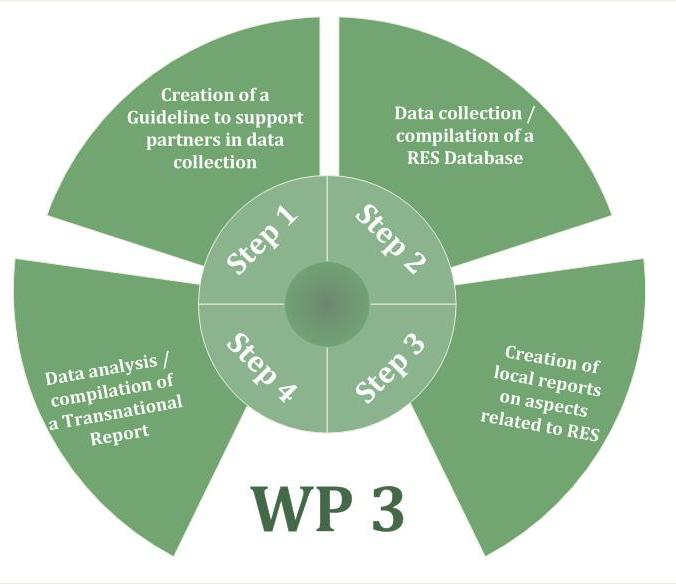 Creation of a
Guideline to support
partners in data
collection
Data collection /
compilation of a
RES Database
Step 1
Step 2
Step 4
Step 3
Data analysis /
compilation of
a Transnational
Report
Creation of
local reports
on aspects
related to RES
WP 3